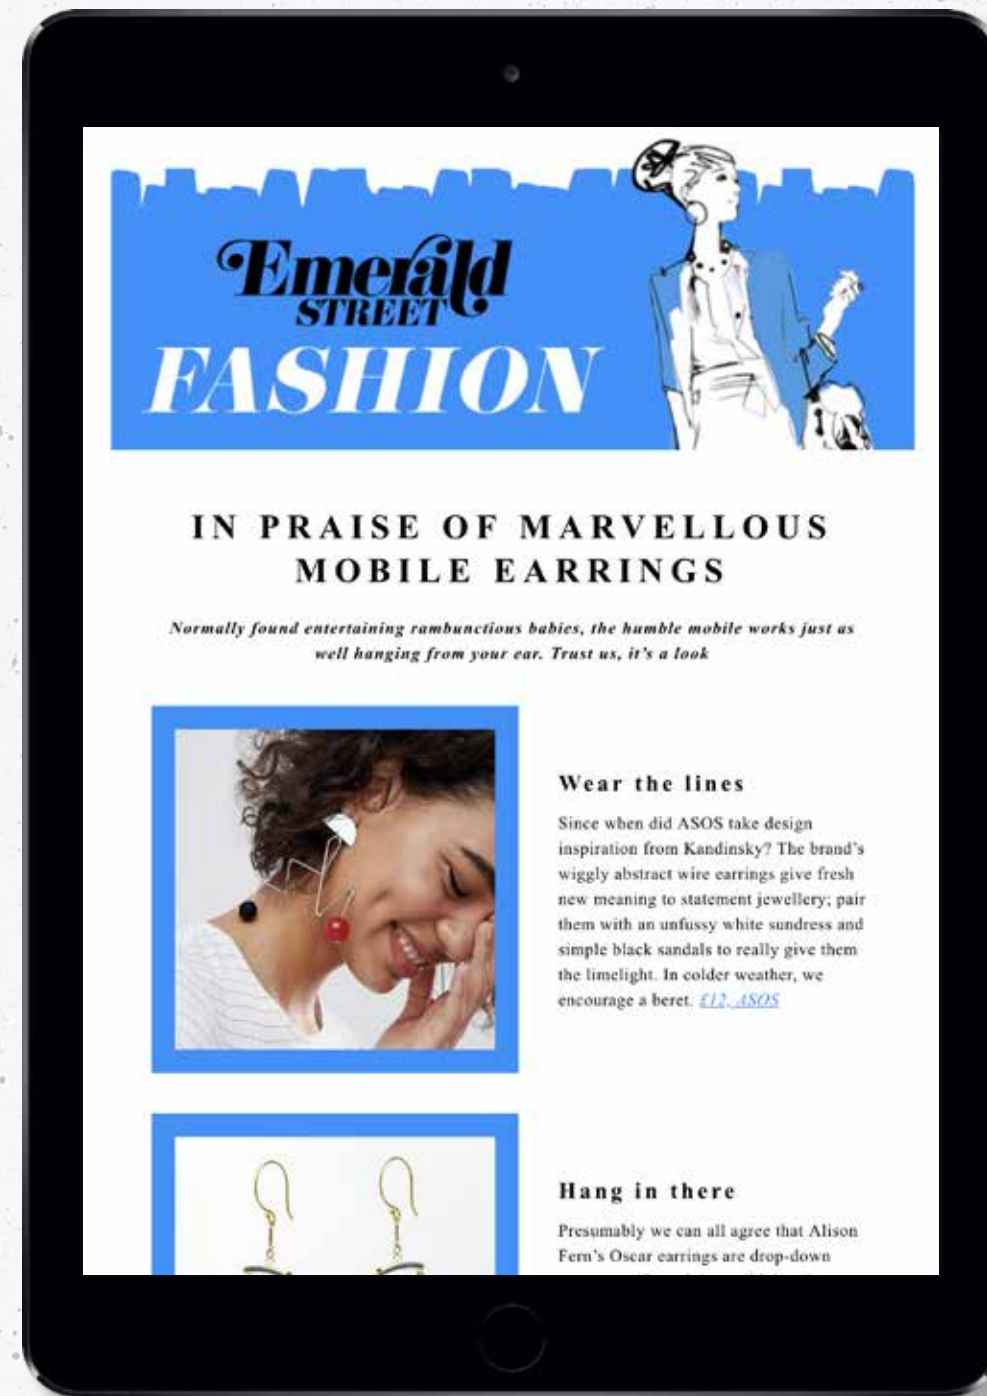 Emerald
STREET
FASHION
IN PRAISE OF MARVELLOUS
MOBILE EARRINGS
Normally found entertaining rambunctious babies, the humble mobile works just as
well hanging from your ear. Trust us, it's a look
Wear the lines
Since when did ASOS take design
inspiration from Kandinsky? The brand's
wiggly abstract wire earrings give fresh
new meaning to statement jewellery; pair
them with an unfussy white sundress and
simple black sandals to really give them
the limelight. In colder weather, we
encourage a beret. £12, ASOS
Hang in there
Presumably we can all agree that Alison
Fern's Oscar earrings are drop-down